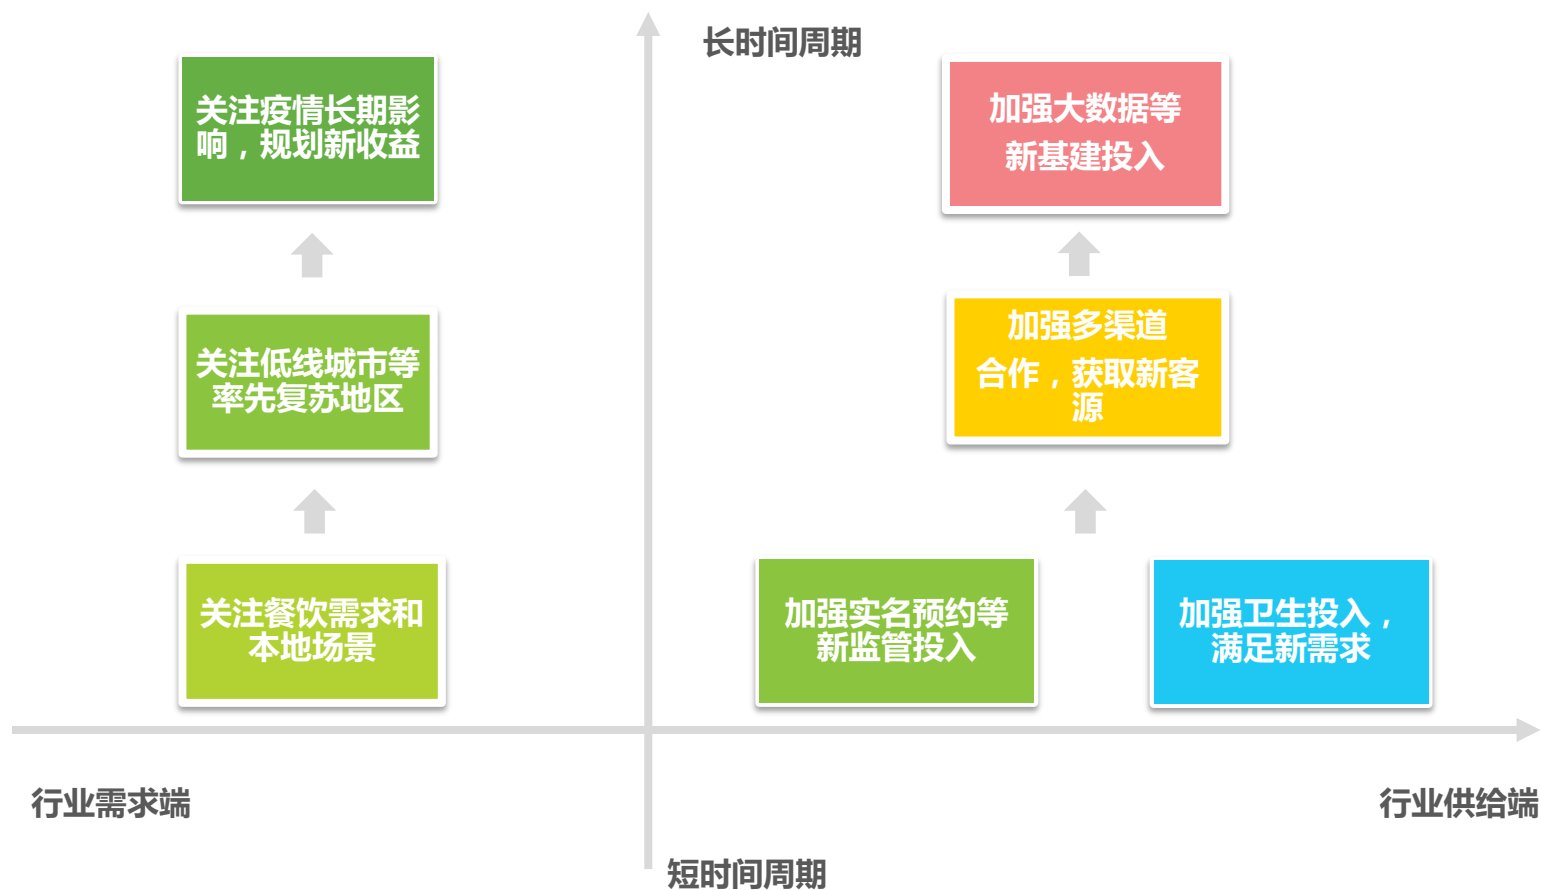 长时间周期
关注疫情长期影
响，规划新收益
加强大数据等
新基建投入
关注低线城市等
率先复苏地区
加强多渠道
合作，获取新客
源
关注餐饮需求和
本地场景
加强实名预约等
新监管投入
加强卫生投入，
满足新需求
行业需求端
行业供给端
短时间周期